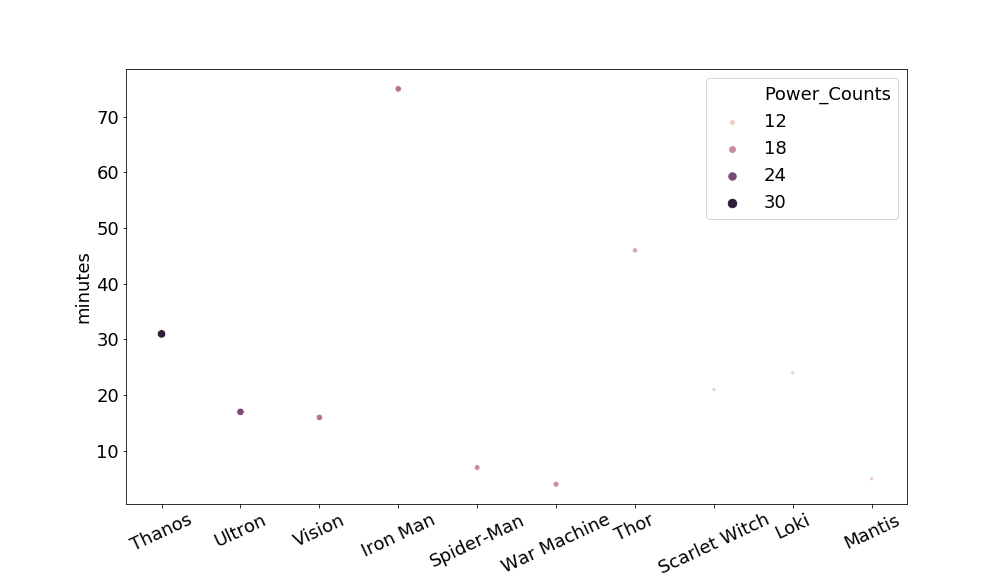 Power_Counts
12
18
24
30
70
60
50
40
30
20
10
minutes
Thanos
Ultron
Vision
Iron Man
Spider-Man
War Machine
Thor
Scarlet Witch
Loki
Mantis